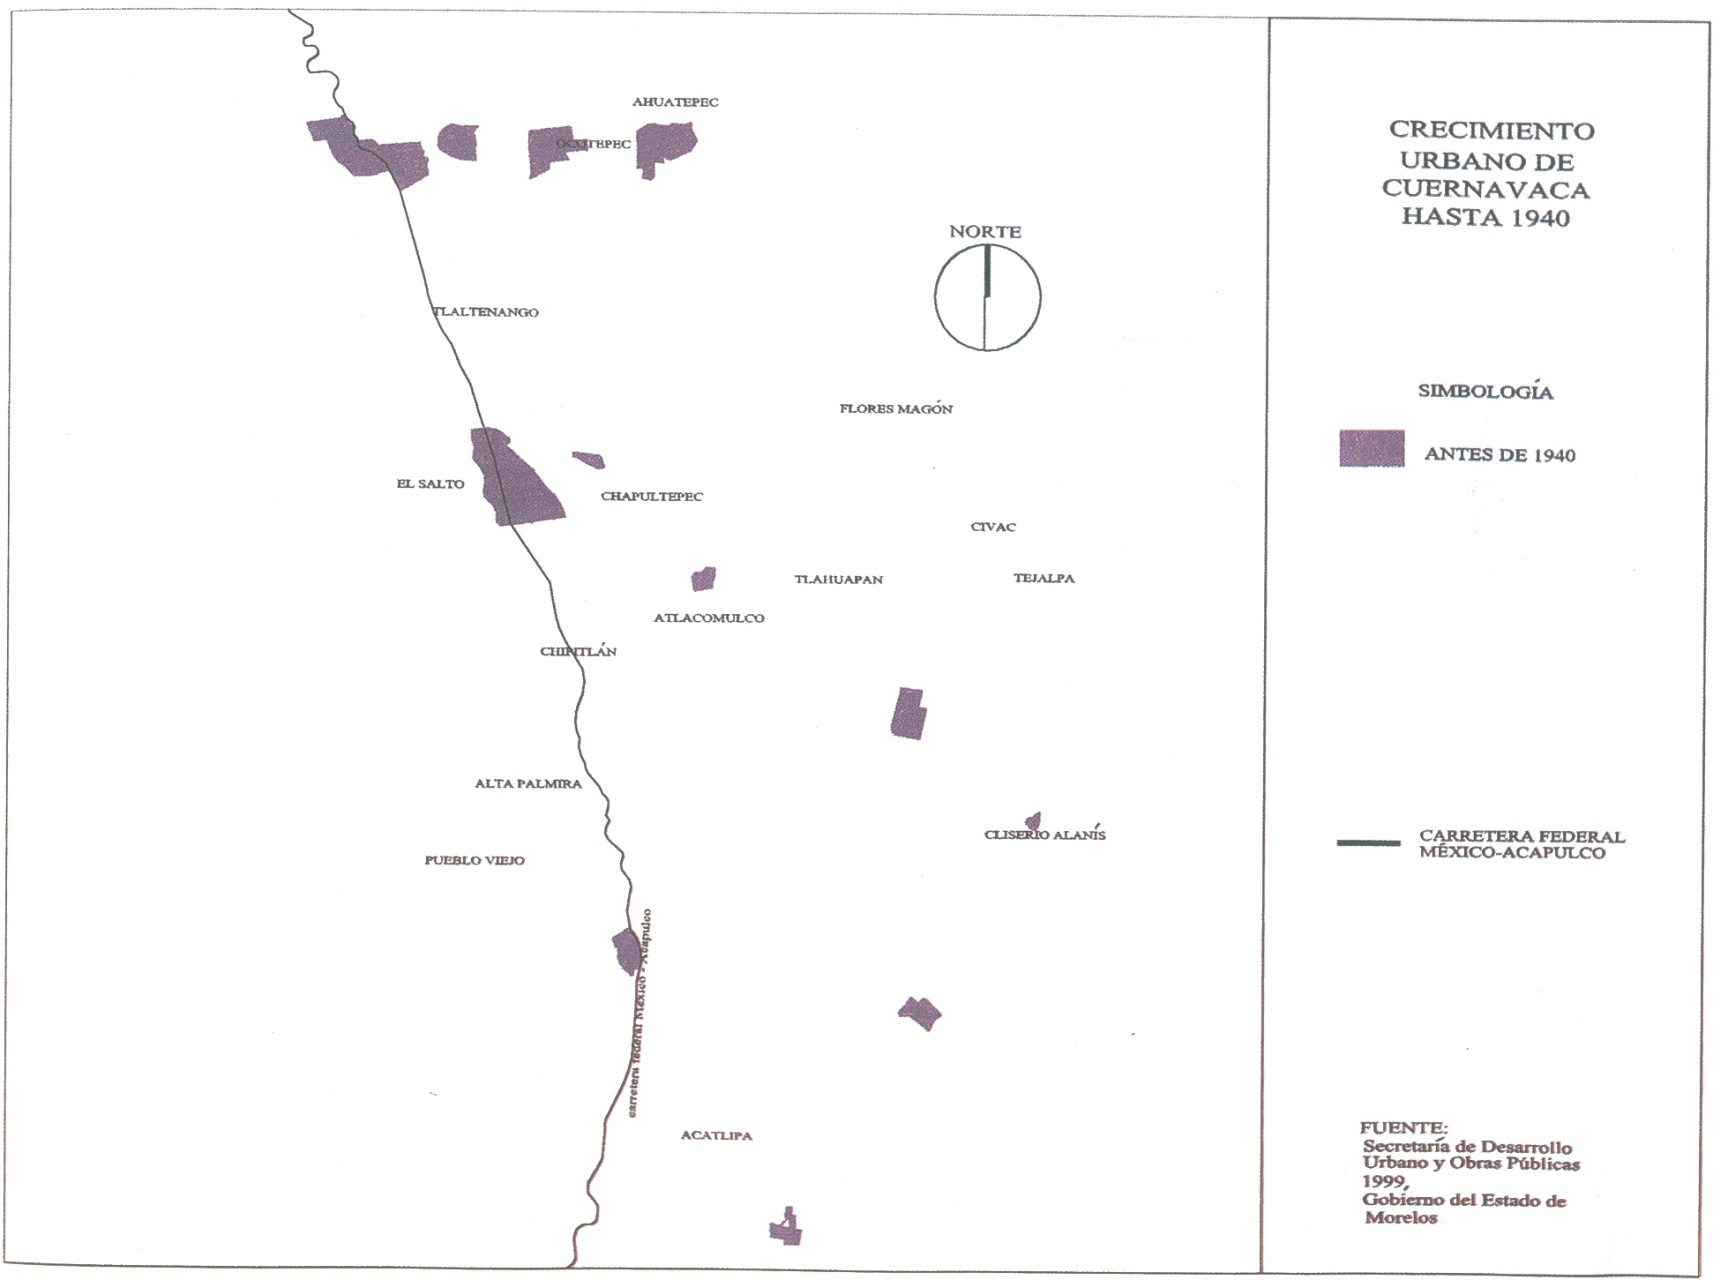 AHUATEPEC
OCOTEPEC
NORTE
TLALTENANGO
FLORES MAGÓN
EL SALTO
CHAPULTEPEC
CIVAC
TLAHUAPAN
TEJALPA
ATLACOMULCO
CHIPITLÁN
ALTA PALMIRA
CLISERIO ALANÍS
PUEBLO VIEJO
carretera federal México - Acapulco
ACATLIPA
CRECIMIENTO
URBANO DE
CUERNAVACA
HASTA 1940
SIMBOLOGÍA
ANTES DE 1940
CARRETERA FEDERAL
MÉXICO-ACAPULCO
FUENTE:
Secretaría de Desarrollo
Urbano y Obras Públicas
1999,
Gobierno del Estado de
Morelos